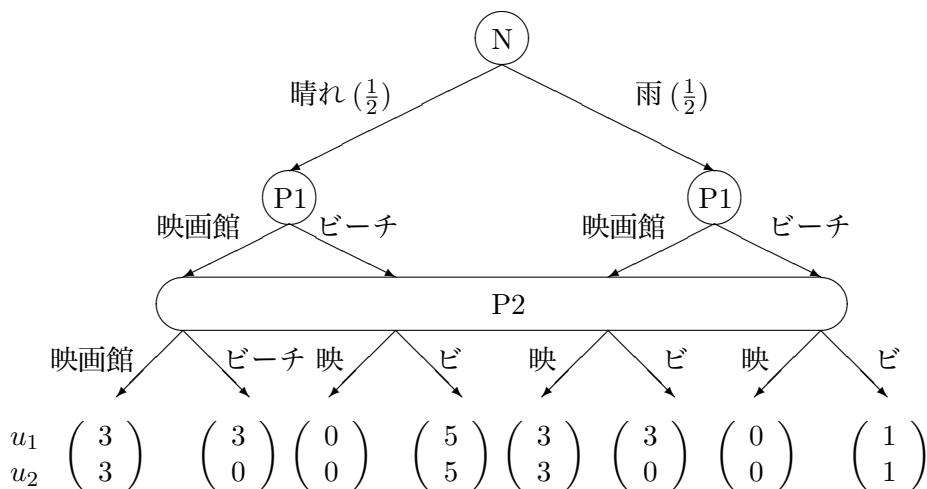 N
晴れ (1/2) 雨 (1/2)
P1 P1
映画館 ビーチ 映画館 ビーチ
P2
映画館 ビーチ 映 ビ 映 ビ 映 ビ
u₁ 3 3 0 5 3 3 0 1
u₂ 3 0 0 5 3 0 0 1